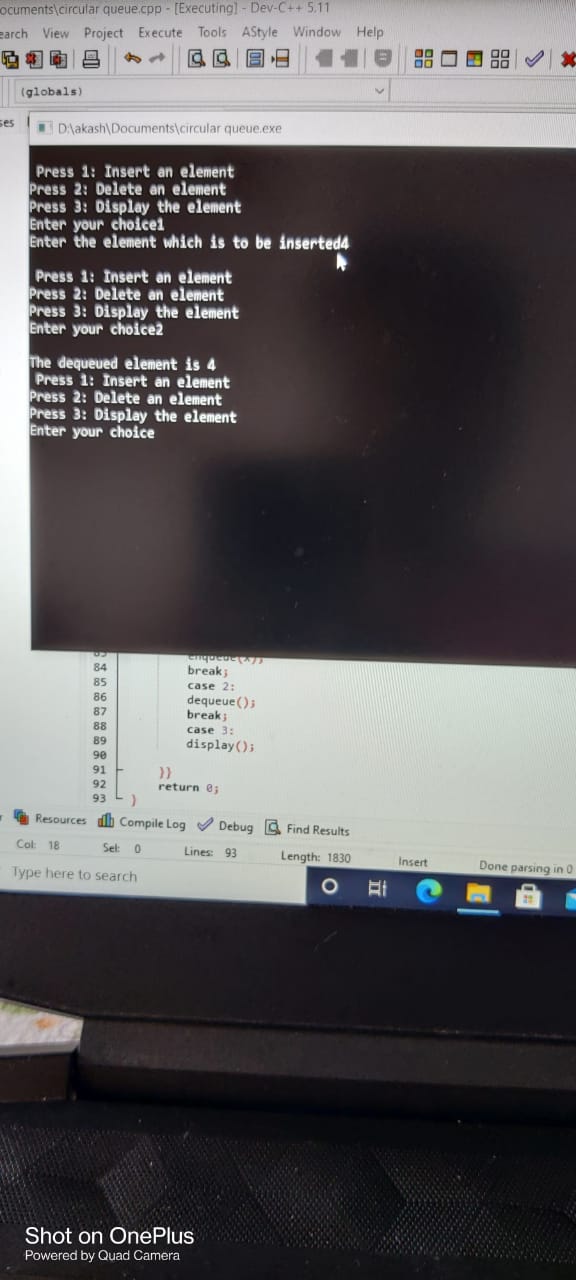 ocuments\circular queue.cpp - [Executing] - Dev-C++ 5.11
earch View Project Execute Tools AStyle Window Help
(globals)
ses
D:\akash\Documents\circular queue.exe
Press 1: Insert an element
Press 2: Delete an element
Press 3: Display the element
Enter your choice1
Enter the element which is to be inserted4
Press 1: Insert an element
Press 2: Delete an element
Press 3: Display the element
Enter your choice2
The dequeued element is 4
Press 1: Insert an element
Press 2: Delete an element
Press 3: Display the element
Enter your choice
83 enqueue(x);
84 break;
85 case 2:
86 dequeue();
87 break;
88 case 3:
89 display();
90
91 }}
92 return 0;
93 }
Resources Compile Log Debug Find Results
Col: 18 Sel: 0 Lines: 93 Length: 1830 Insert Done parsing in 0
Type here to search
Shot on OnePlus
Powered by Quad Camera